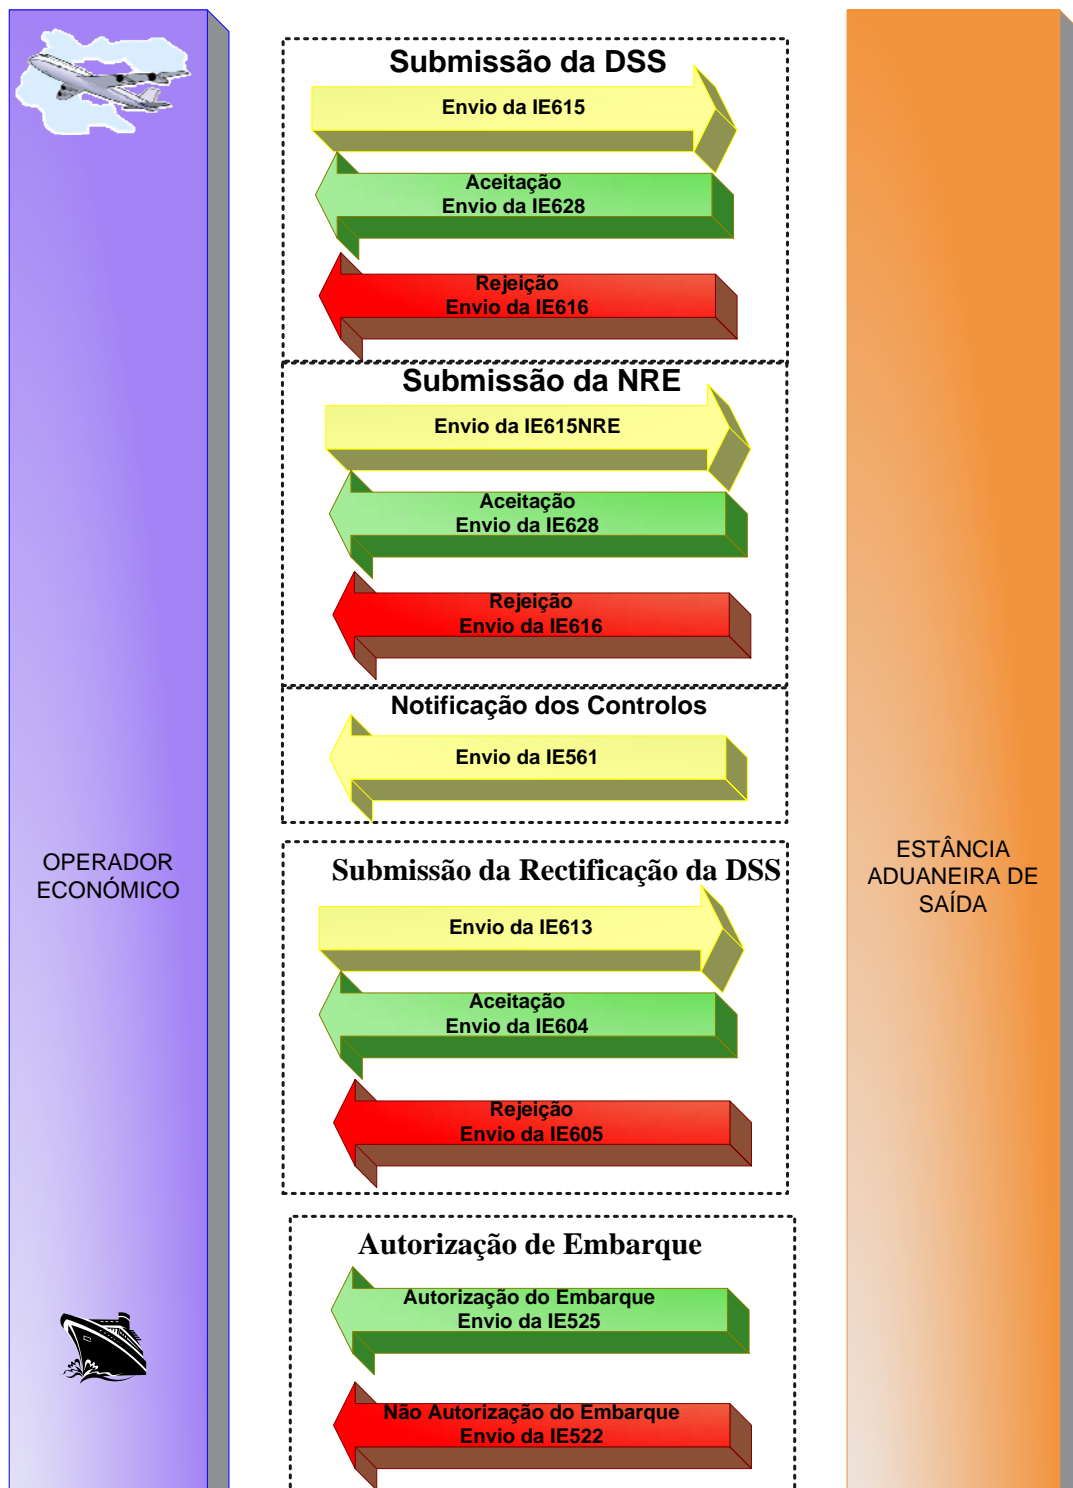 Submissão da DSS
Envio da IE615
Aceitação
Envio da IE628
Rejeição
Envio da IE616
Submissão da NRE
Envio da IE615NRE
Aceitação
Envio da IE628
Rejeição
Envio da IE616
Notificação dos Controlos
Envio da IE561
OPERADOR
ECONÓMICO
ESTÂNCIA
ADUANEIRA DE
SAÍDA
Submissão da Rectificação da DSS
Envio da IE613
Aceitação
Envio da IE604
Rejeição
Envio da IE605
Autorização de Embarque
Autorização do Embarque
Envio da IE525
Não Autorização do Embarque
Envio da IE522